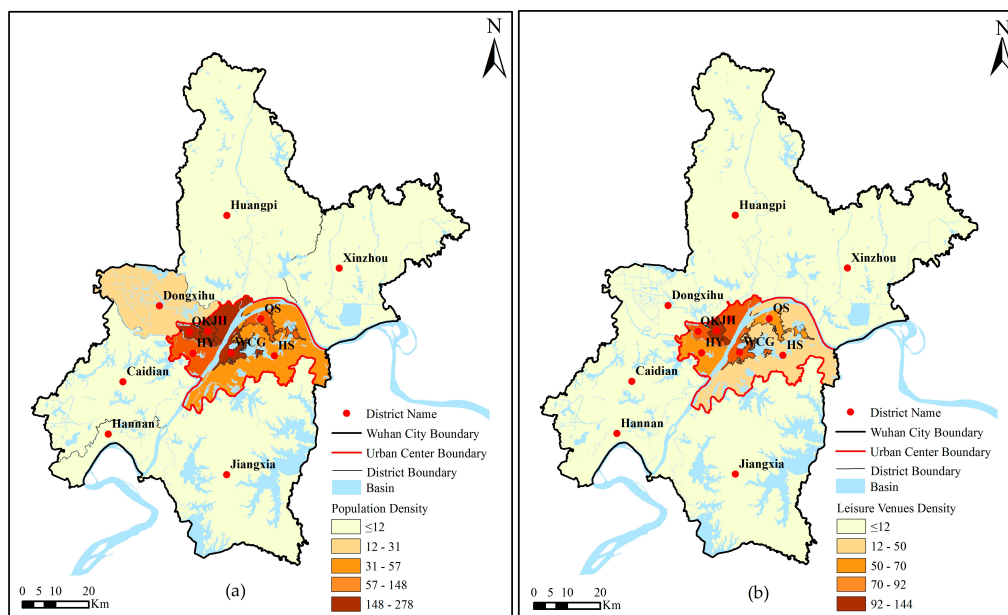 N
Huangpi
Xinzhou
Dongxihu
QKJH
QS
HY
WCG
HS
Caidian
Hannan
Jiangxia
District Name
Wuhan City Boundary
Urban Center Boundary
District Boundary
Basin
Population Density
≤12
12 - 31
31 - 57
57 - 148
148 - 278
0 5 10 20
Km
(a)
N
Huangpi
Xinzhou
Dongxihu
QKJH
QS
HY
WCG
HS
Caidian
Hannan
Jiangxia
District Name
Wuhan City Boundary
Urban Center Boundary
District Boundary
Basin
Leisure Venues Density
≤12
12 - 50
50 - 70
70 - 92
92 - 144
0 5 10 20
Km
(b)